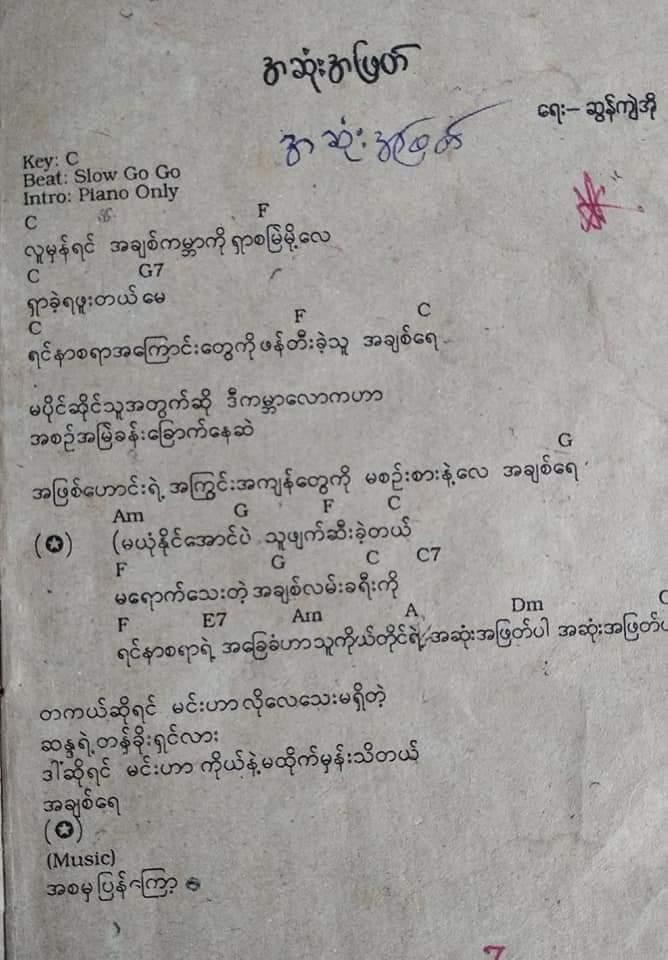 အဆုံးအဖြတ်
ရေး – ဆွန်ကျဲအို
အဆုံးအဖြတ်
Key: C
Beat: Slow Go Go
Intro: Piano Only
C F
လူမှန်ရင် အချစ်ကမ္ဘာကို ရှာစမြဲမို့လေ
C G7
ရှာခဲ့ရဖူးတယ် မေ
C F C
ရင်နာစရာအကြောင်းတွေကို ဖန်တီးခဲ့သူ အချစ်ရေ
မပိုင်ဆိုင်သူအတွက်ဆို ဒီကမ္ဘာလောကဟာ
အစဉ်အမြဲခန်းခြောက်နေဆဲ
G
အဖြစ်ဟောင်းရဲ့ အကြွင်းအကျန်တွေကို မစဉ်းစားနဲ့လေ အချစ်ရေ
Am G F C
(✪) (မယုံနိုင်အောင်ပဲ သူဖျက်ဆီးခဲ့တယ်
F G C C7
မရောက်သေးတဲ့ အချစ်လမ်းခရီးကို
F E7 Am A Dm
ရင်နာစရာရဲ့ အခြေခံဟာ သူကိုယ်တိုင်ရဲ့ အဆုံးအဖြတ်ပါ အဆုံးအဖြတ်
တကယ်ဆိုရင် မင်းဟာ လိုလေသေးမရှိတဲ့
ဆန္ဒရဲ့တန်ခိုးရှင်လား
ဒါဆိုရင် မင်းဟာ ကိုယ်နဲ့မထိုက်မှန်းသိတယ်
အချစ်ရေ
(✪)
(Music)
အစမှ ပြန်ကြော့